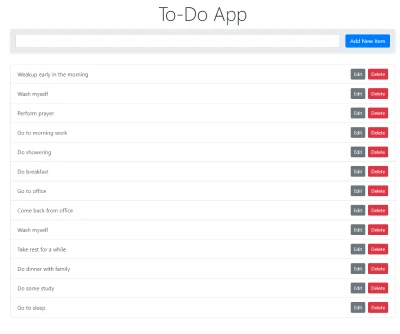 To-Do App
Add New Item
Weakup early in the morning Edit Delete
Wash myself Edit Delete
Perform prayer Edit Delete
Go to morning work Edit Delete
Do showering Edit Delete
Do breakfast Edit Delete
Go to office Edit Delete
Come back from office Edit Delete
Wash myself Edit Delete
Take rest for a while Edit Delete
Do dinner with family Edit Delete
Do some study Edit Delete
Go to sleep Edit Delete